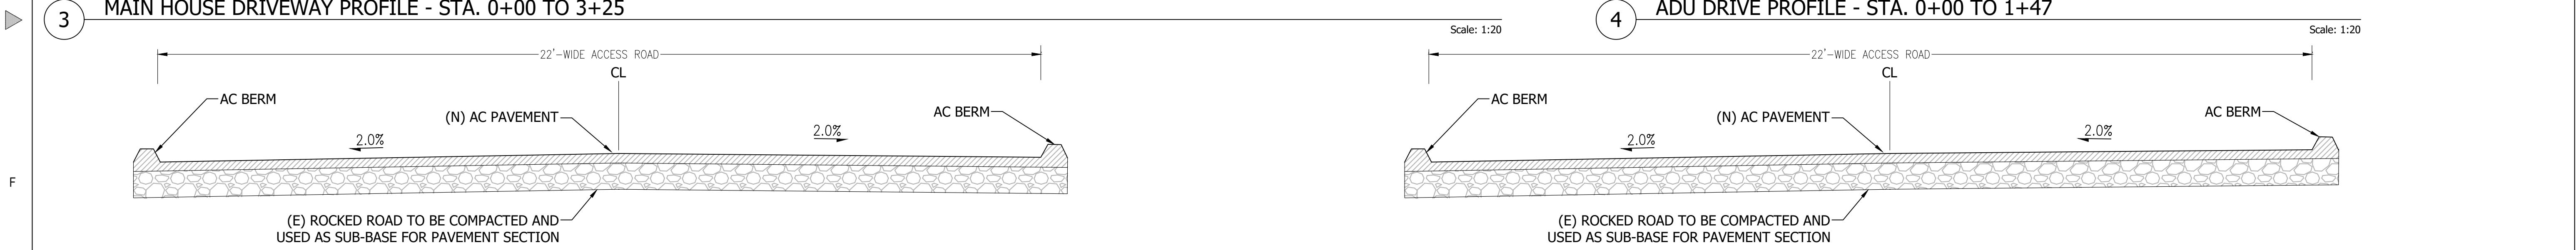 3
MAIN HOUSE DRIVEWAY PROFILE - STA. 0+00 TO 3+25
Scale: 1:20
22'-WIDE ACCESS ROAD
CL
AC BERM
(N) AC PAVEMENT
AC BERM
2.0%
2.0%
(E) ROCKED ROAD TO BE COMPACTED AND
USED AS SUB-BASE FOR PAVEMENT SECTION
4
ADU DRIVE PROFILE - STA. 0+00 TO 1+47
Scale: 1:20
22'-WIDE ACCESS ROAD
CL
AC BERM
(N) AC PAVEMENT
AC BERM
2.0%
2.0%
(E) ROCKED ROAD TO BE COMPACTED AND
USED AS SUB-BASE FOR PAVEMENT SECTION
F